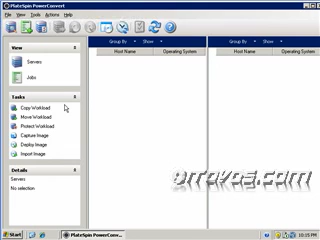 PlateSpin PowerConvert
File View Tools Actions Help
View
Servers
Jobs
Tasks
Copy Workload
Move Workload
Protect Workload
Capture Image
Deploy Image
Import Image
Details
Servers
No selection
Group By Show
Host Name Operating System
Group By Show
Host Name Operating System
Start
PlateSpin PowerConv...
10:15 PM